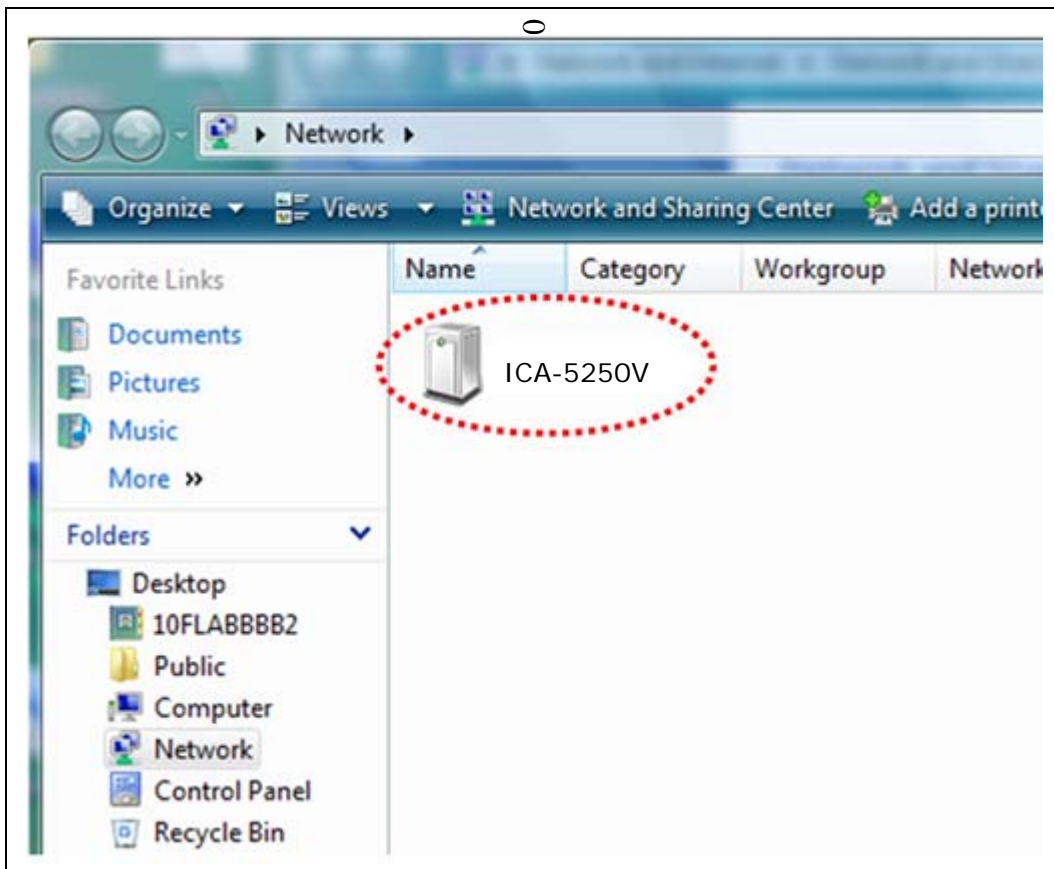 Network
Organize Views Network and Sharing Center Add a printe
Favorite Links
Documents
Pictures
Music
More »
Folders
Desktop
10FLABBBB2
Public
Computer
Network
Control Panel
Recycle Bin
Name Category Workgroup Network
ICA-5250V